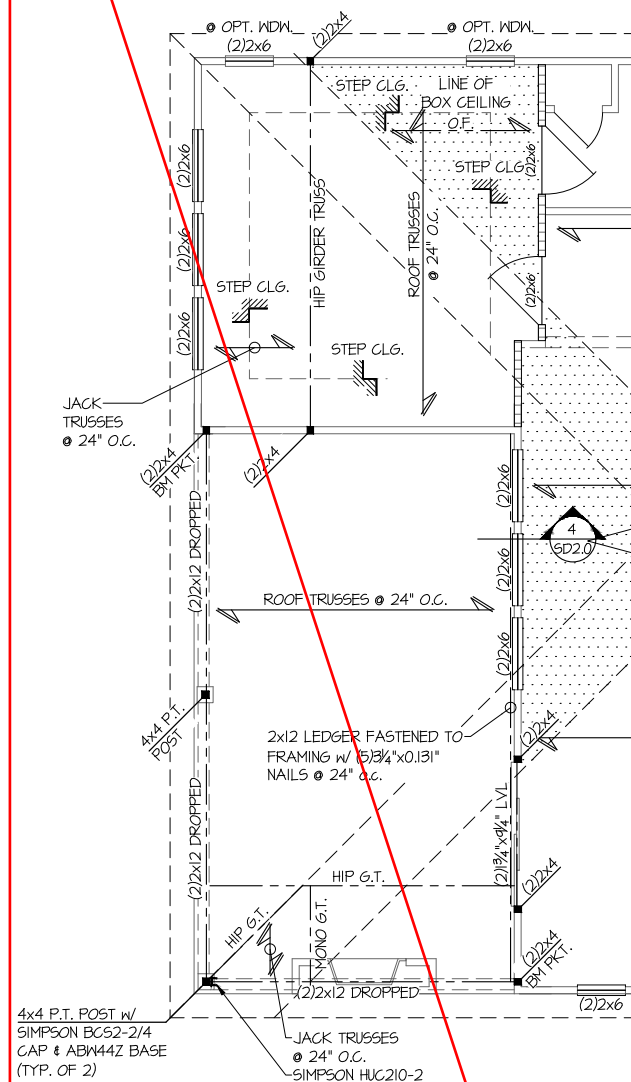 @ OPT. WDW.
(2)2x6
(2)2x4
@ OPT. WDW.
(2)2x6
STEP CLG.
LINE OF
BOX CEILING
O.F.
(2)2x6
STEP CLG.
(2)2x6
HIP GIRDER TRUSS
ROOF TRUSSES
@ 24" O.C.
(2)2x6
STEP CLG.
(2)2x6
(2)2x6
STEP CLG.
JACK
TRUSSES
@ 24" O.C.
(2)2x4
BM PKT.
(2)2x4
(2)2x6
(2)2x12 DROPPED
4
SD2.0
(2)2x6
ROOF TRUSSES @ 24" O.C.
(2)2x6
4x4 P.T.
POST
2x12 LEDGER FASTENED TO
FRAMING w/ (5)3¼"x0.131"
NAILS @ 24" o.c.
(2)2x4
(2)2x12 DROPPED
(2)1¾"x9¼" LVL
HIP G.T.
(2)2x4
HIP G.T.
MONO G.T.
(2)2x4
BM PKT.
(2)2x12 DROPPED
(2)2x6
4x4 P.T. POST w/
SIMPSON BCS2-2/4
CAP & ABW44Z BASE
(TYP. OF 2)
JACK TRUSSES
@ 24" O.C.
SIMPSON HUC210-2